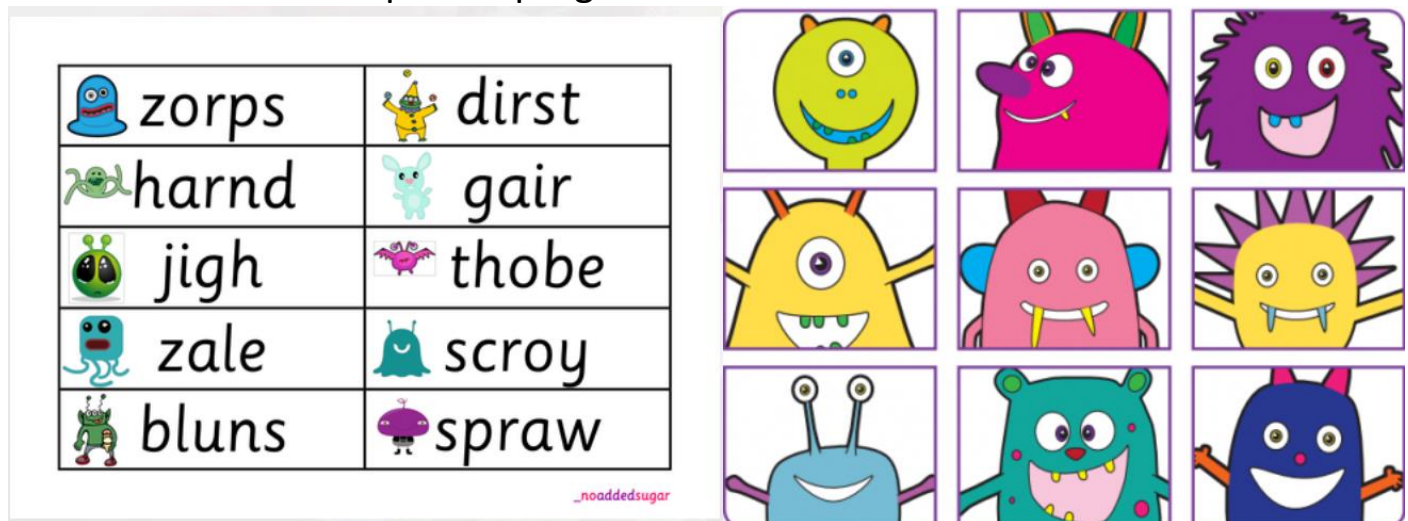 zorps
dirst
harnd
gair
jigh
thobe
zale
scroy
bluns
spraw
_noaddedsugar